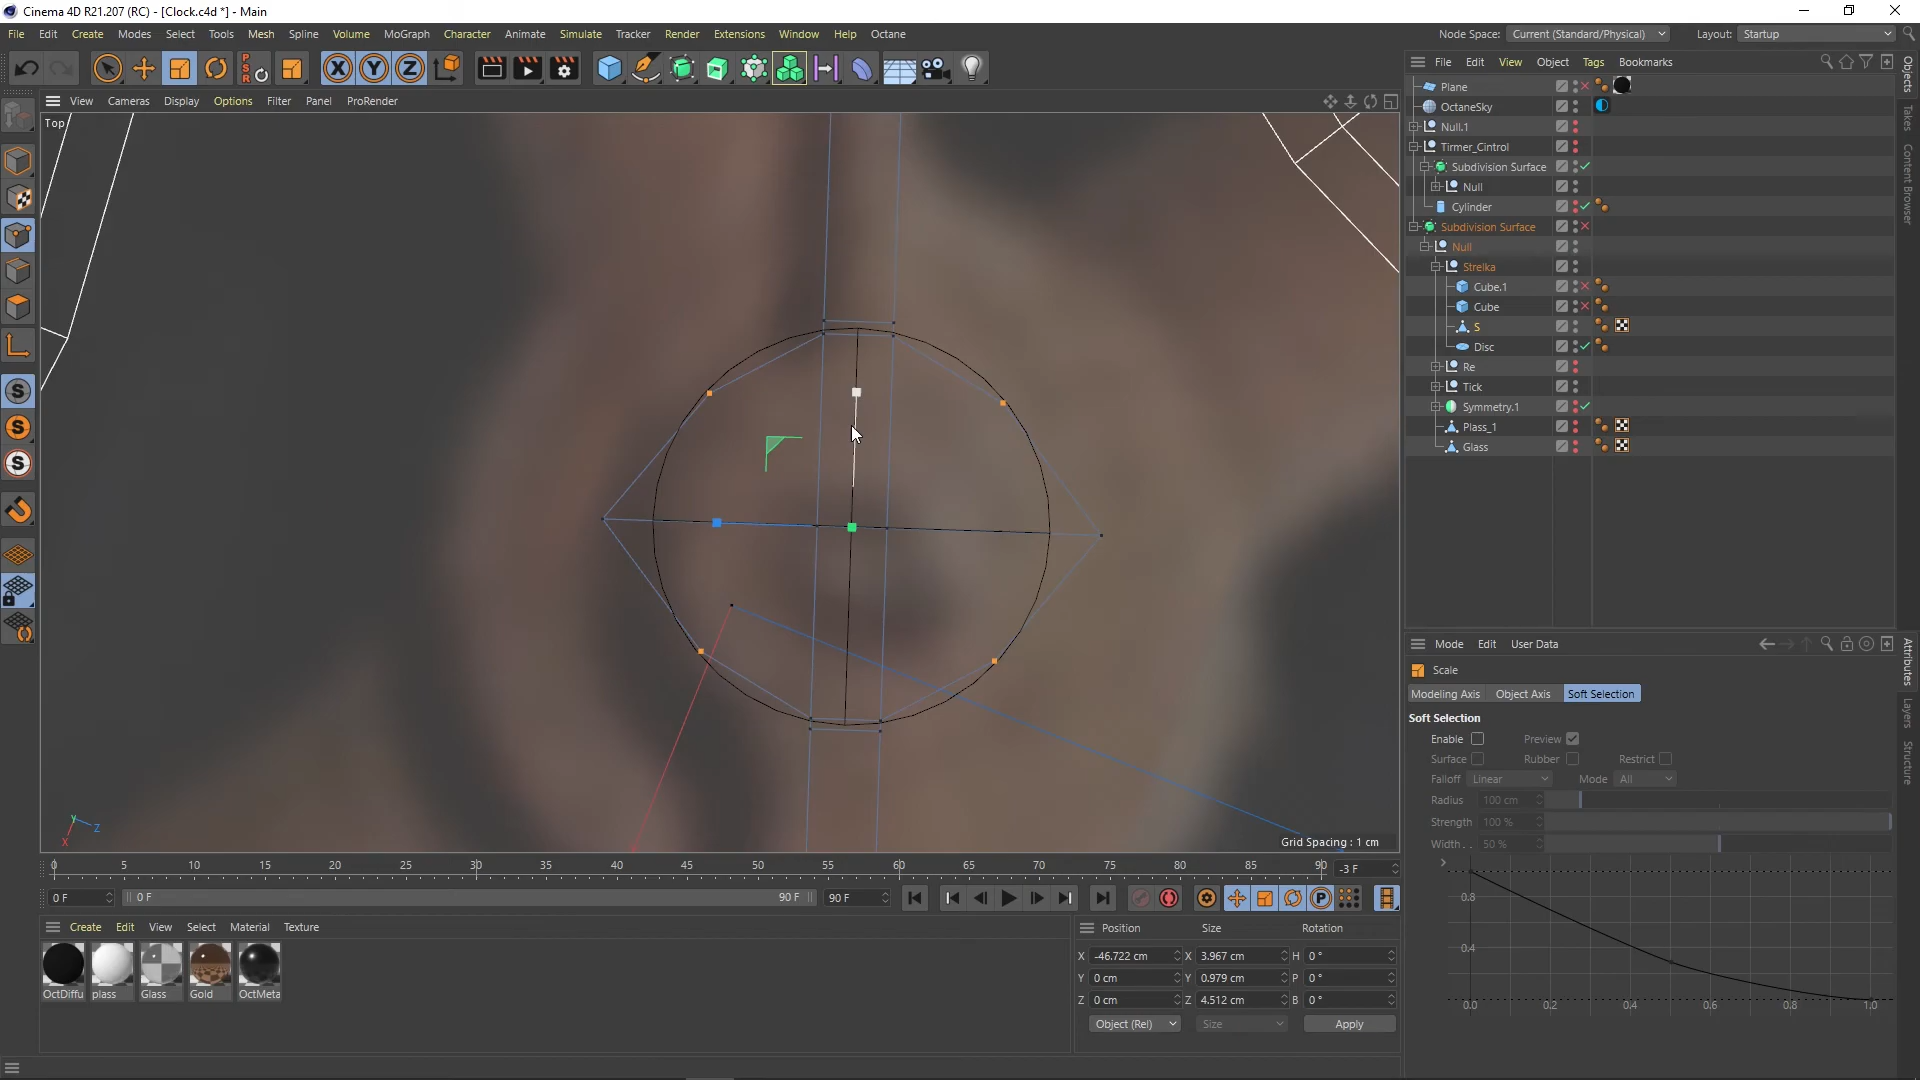 Cinema 4D R21.207 (RC) - [Clock.c4d *] - Main
File Edit Create Modes Select Tools Mesh Spline Volume MoGraph Character Animate Simulate Tracker Render Extensions Window Help Octane
Node Space: Current (Standard/Physical) Layout: Startup
X Y Z
View Cameras Display Options Filter Panel ProRender
Top
File Edit View Object Tags Bookmarks
Plane
OctaneSky
Null.1
Tirmer_Cintrol
Subdivision Surface
Null
Cylinder
Subdivision Surface
Null
Strelka
Cube.1
Cube
S
Disc
Re
Tick
Symmetry.1
Plass_1
Glass
Objects
Takes
Content Browser
Mode Edit User Data
Scale
Modeling Axis Object Axis Soft Selection
Soft Selection
Enable Preview
Surface Rubber Restrict
Falloff Linear Mode All
Radius 100 cm
Strength 100 %
Width . . 50 %
0.8
0.4
0.0 0.2 0.4 0.6 0.8 1.0
Attributes
Layers
Structure
Y Z X
Grid Spacing : 1 cm
0 5 10 15 20 25 30 35 40 45 50 55 60 65 70 75 80 85 90 -3 F
0 F 0 F 90 F 90 F
Create Edit View Select Material Texture
OctDiffu plass Glass Gold OctMeta
Position Size Rotation
X -46.722 cm X 3.967 cm H 0 °
Y 0 cm Y 0.979 cm P 0 °
Z 0 cm Z 4.512 cm B 0 °
Object (Rel) Size Apply